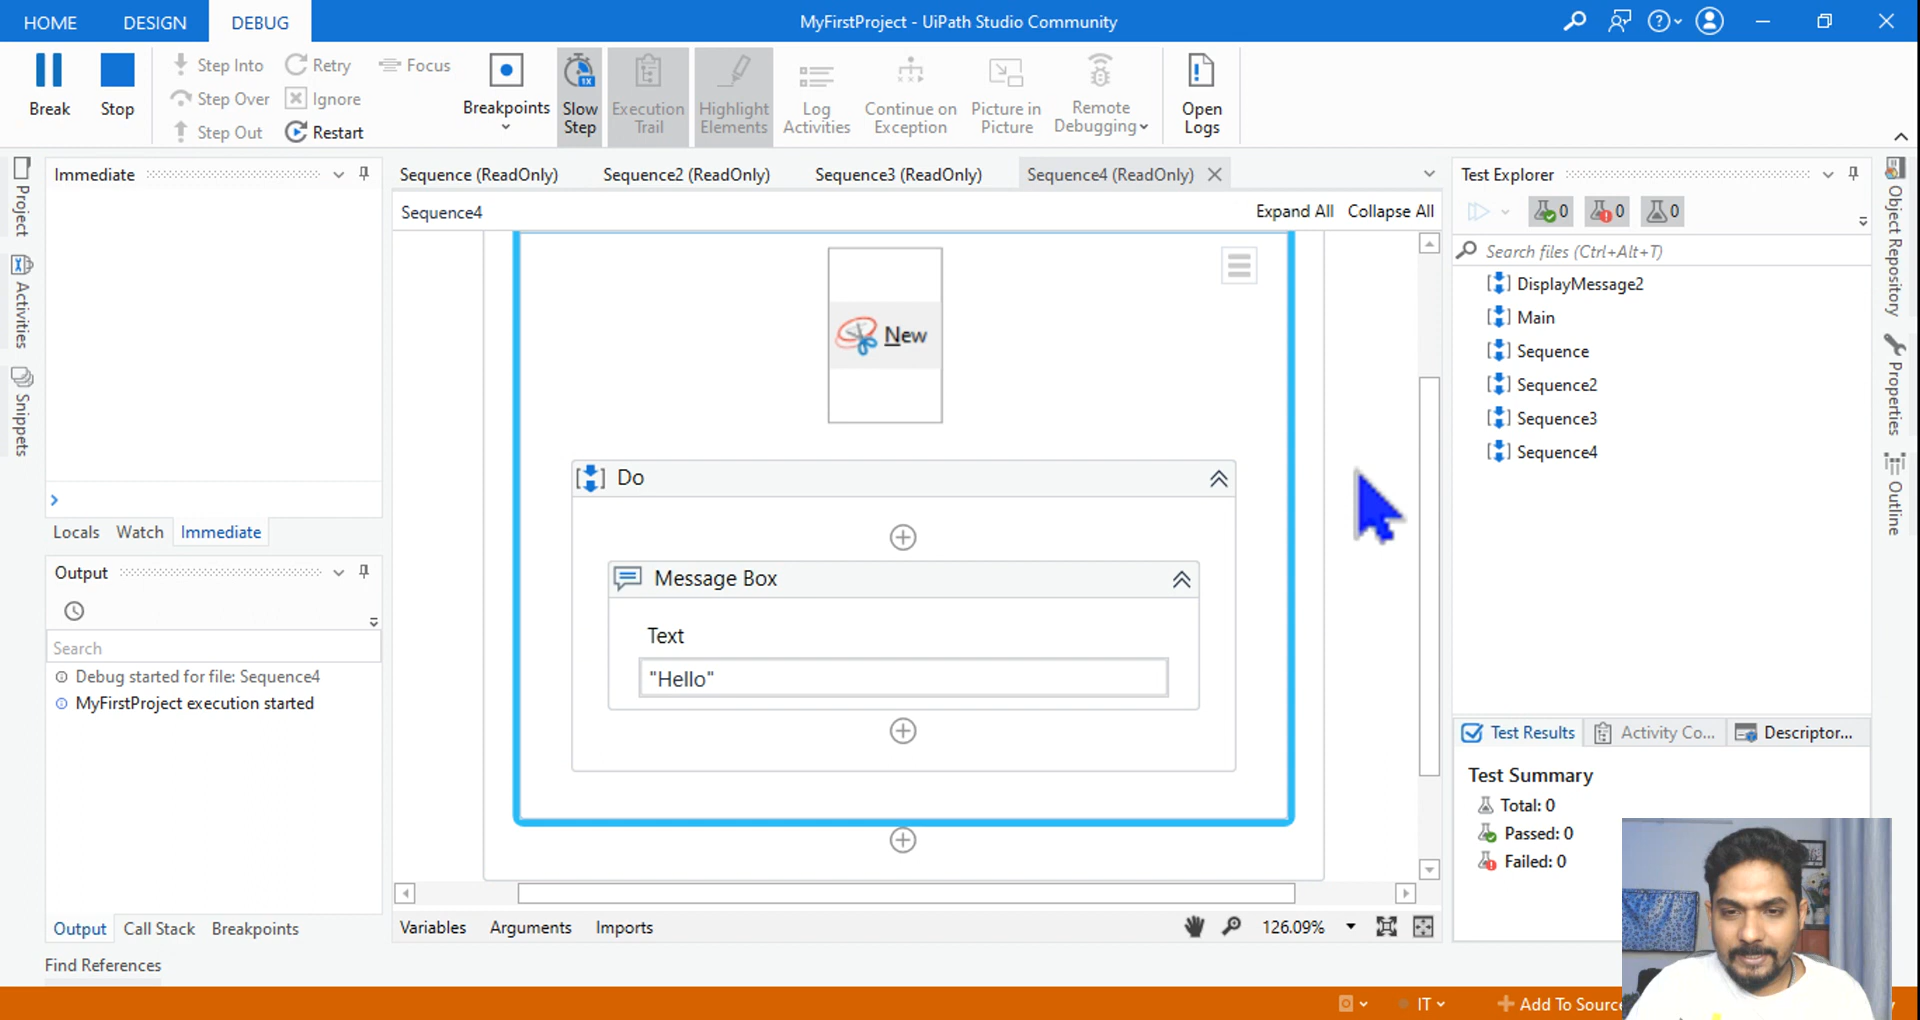 HOME DESIGN DEBUG MyFirstProject - UiPath Studio Community
Break Stop
Step Into Retry Focus
Step Over Ignore
Step Out Restart
Breakpoints
Slow Step
Execution Trail
Highlight Elements
Log Activities
Continue on Exception
Picture in Picture
Remote Debugging
Open Logs
1X
Project
Activities
Snippets
Immediate
Locals Watch Immediate
Output
Search
Debug started for file: Sequence4
MyFirstProject execution started
Output Call Stack Breakpoints
Find References
Sequence (ReadOnly) Sequence2 (ReadOnly) Sequence3 (ReadOnly) Sequence4 (ReadOnly)
Sequence4 Expand All Collapse All
New
Do
Message Box
Text
"Hello"
Variables Arguments Imports 126.09%
Test Explorer
0 0 0
Search files (Ctrl+Alt+T)
DisplayMessage2
Main
Sequence
Sequence2
Sequence3
Sequence4
Test Results Activity Co... Descriptor...
Test Summary
Total: 0
Passed: 0
Failed: 0
Object Repository
Properties
Outline
IT Add To Sourc